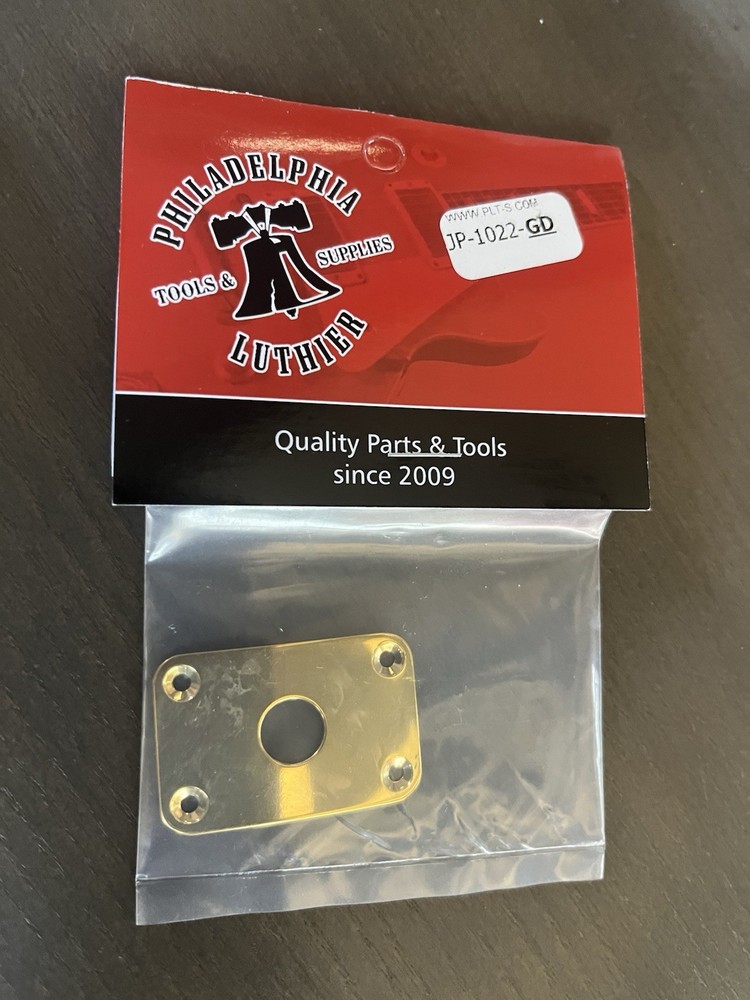 PHILADELPHIA
TOOLS & SUPPLIES
LUTHIER
WWW.PLT-S.COM
JP-1022-GD
Quality Parts & Tools
since 2009